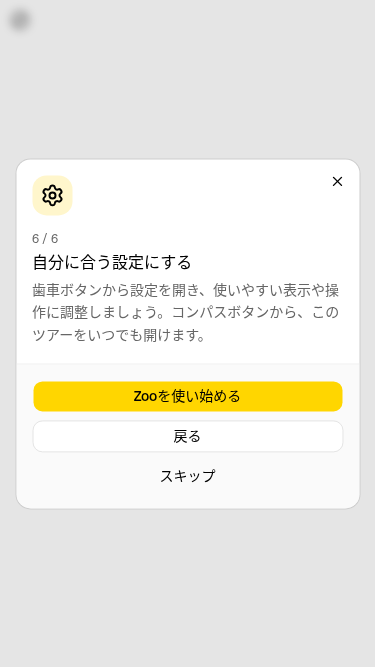 6 / 6
自分に合う設定にする
歯車ボタンから設定を開き、使いやすい表示や操
作に調整しましょう。コンパスボタンから、この
ツアーをいつでも開けます。
Zooを使い始める
戻る
スキップ